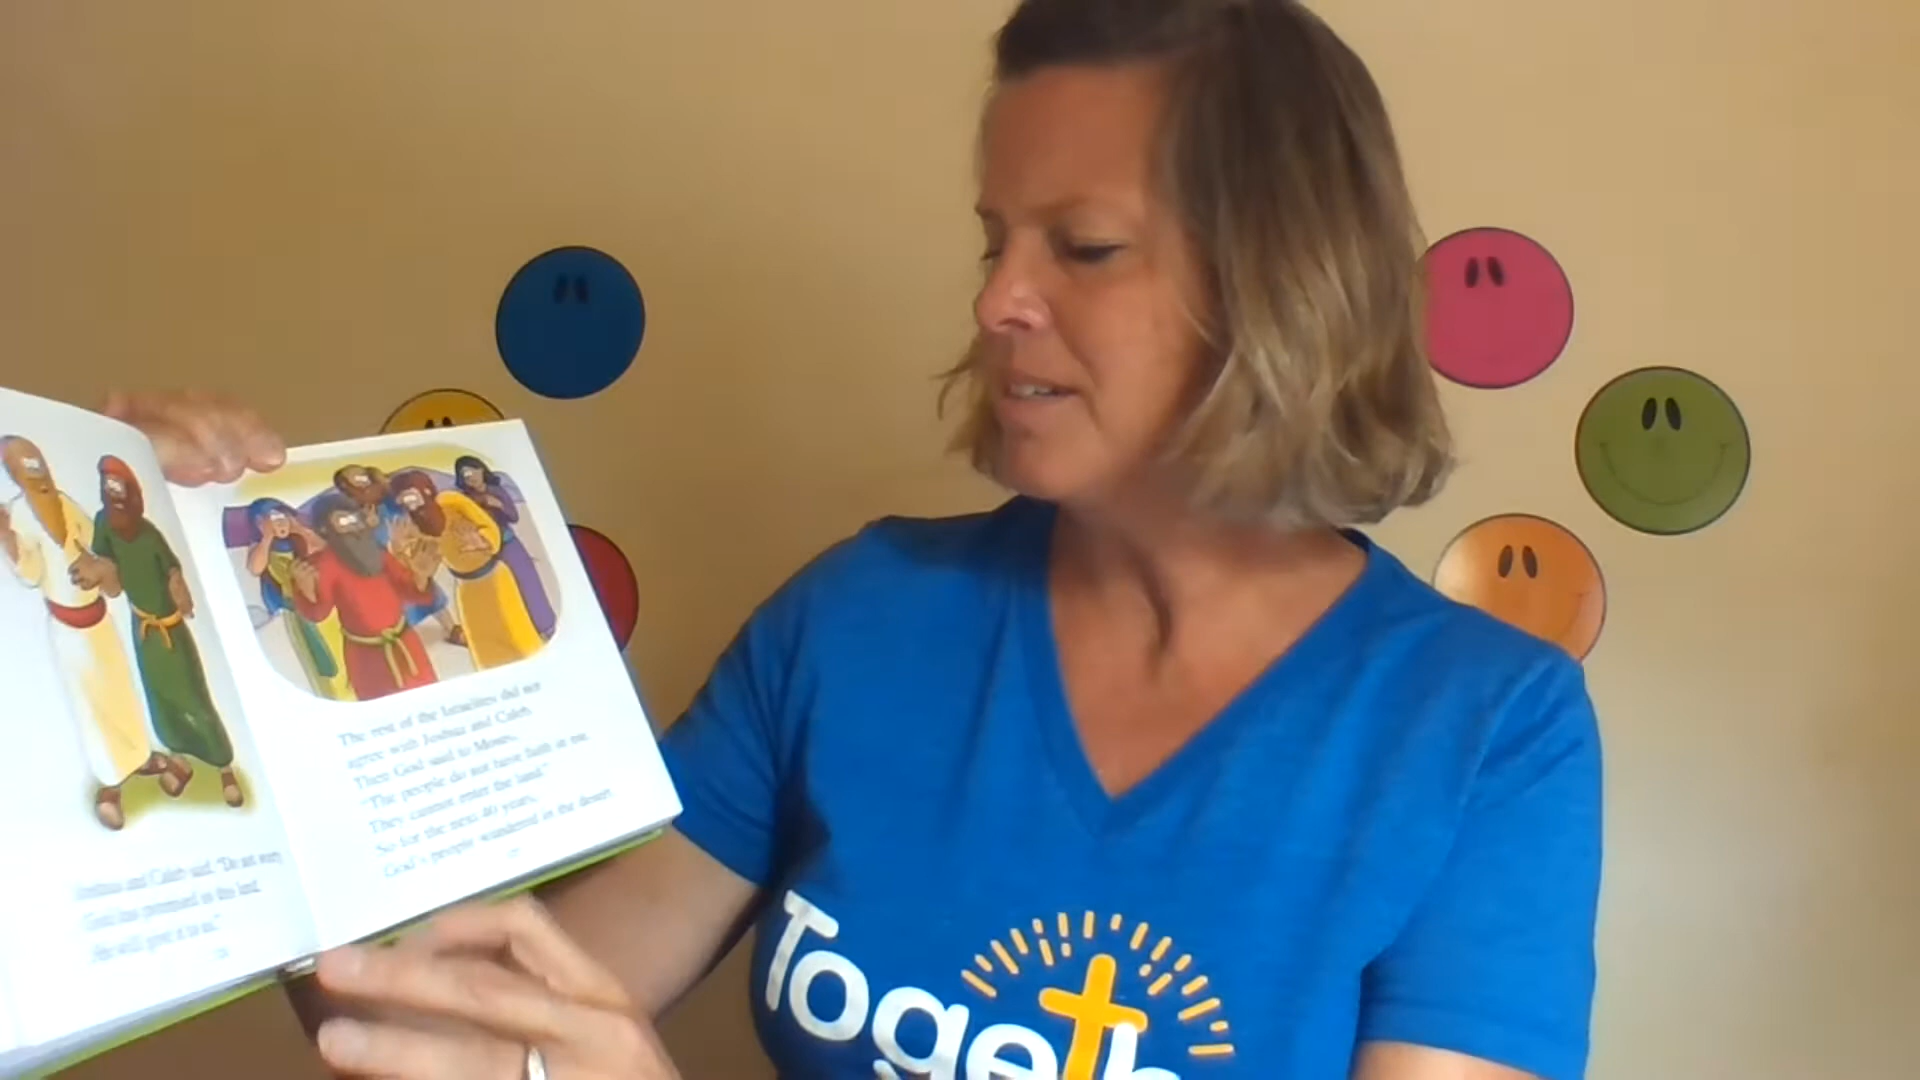 Joshua and Caleb said, "Do not worry.
God has promised us this land.
He will give it to us."
The rest of the Israelites did not
agree with Joshua and Caleb.
Then God said to Moses,
"The people do not have faith in me.
They cannot enter the land."
So for the next 40 years,
God's people wandered in the desert.
Togeth